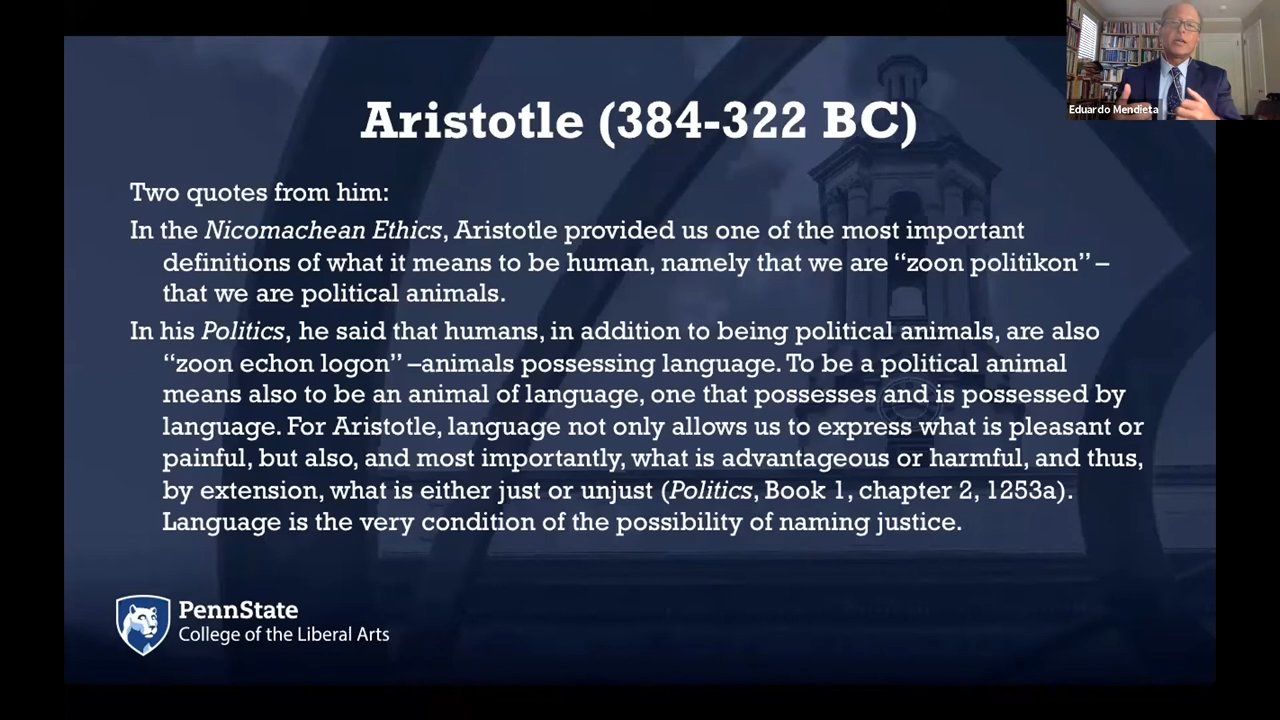 Aristotle (384-322 BC)
Eduardo Mendieta
Two quotes from him:
In the Nicomachean Ethics, Aristotle provided us one of the most important
definitions of what it means to be human, namely that we are “zoon politikon” –
that we are political animals.
In his Politics, he said that humans, in addition to being political animals, are also
“zoon echon logon” –animals possessing language. To be a political animal
means also to be an animal of language, one that possesses and is possessed by
language. For Aristotle, language not only allows us to express what is pleasant or
painful, but also, and most importantly, what is advantageous or harmful, and thus,
by extension, what is either just or unjust (Politics, Book 1, chapter 2, 1253a).
Language is the very condition of the possibility of naming justice.
PennState
College of the Liberal Arts